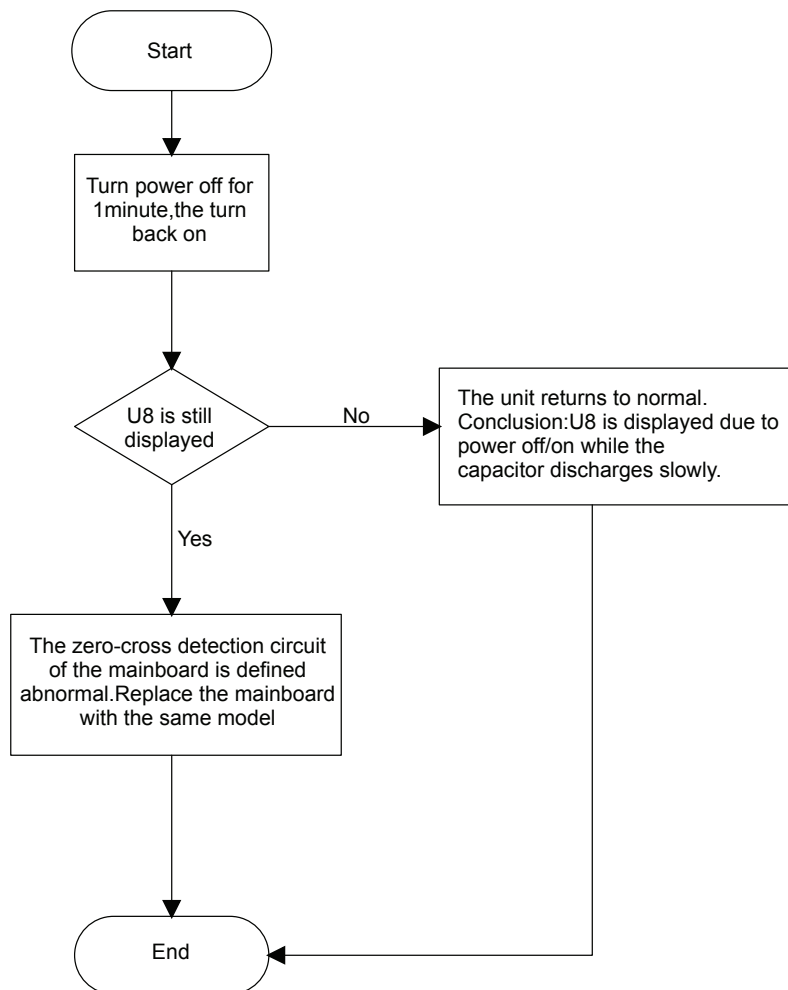 Start
Turn power off for
1minute,the turn
back on
U8 is still
displayed
No
The unit returns to normal.
Conclusion:U8 is displayed due to
power off/on while the
capacitor discharges slowly.
Yes
The zero-cross detection circuit
of the mainboard is defined
abnormal.Replace the mainboard
with the same model
End